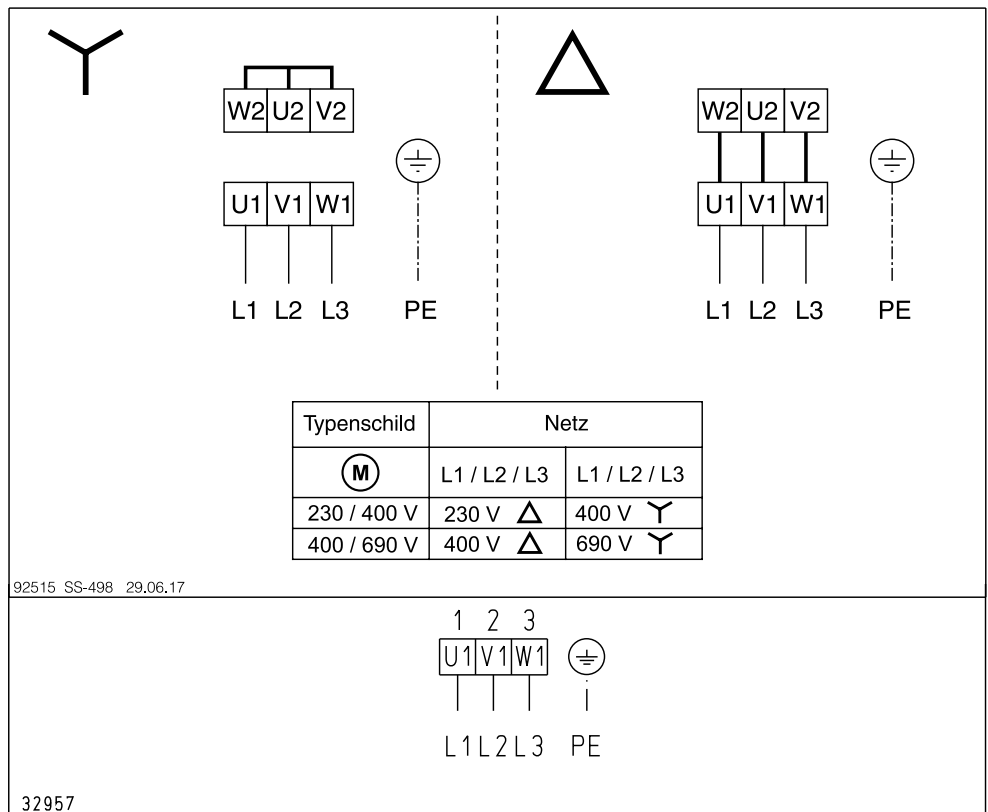 W2 U2 V2
U1 V1 W1
L1 L2 L3 PE
W2 U2 V2
U1 V1 W1
L1 L2 L3 PE
Typenschild Netz
M L1 / L2 / L3 L1 / L2 / L3
230 / 400 V 230 V 400 V
400 / 690 V 400 V 690 V
92515 SS-498 29.06.17
1 2 3
U1 V1 W1
L1 L2 L3 PE
32957